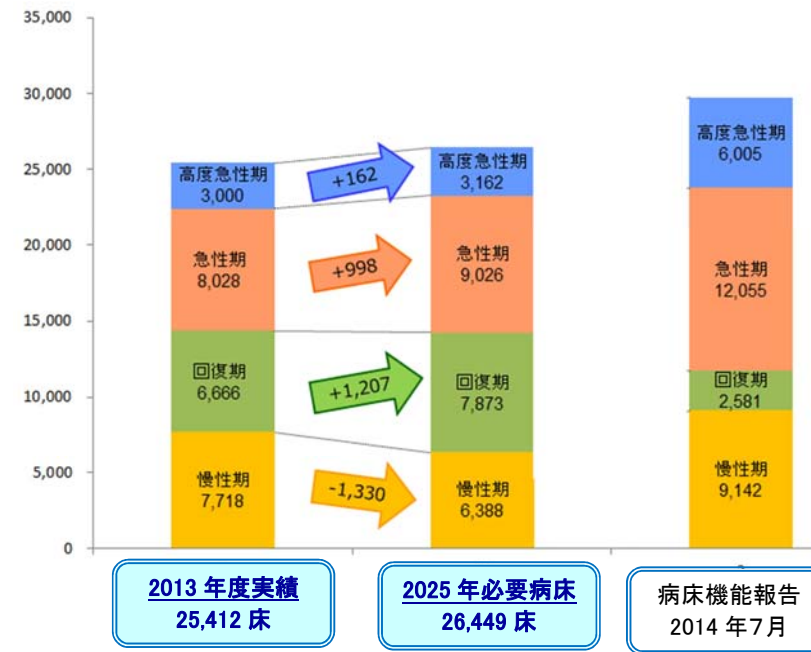 35,000
30,000
25,000
20,000
15,000
10,000
5,000
0
高度急性期
3,000
急性期
8,028
回復期
6,666
慢性期
7,718
+162
+998
+1,207
-1,330
高度急性期
3,162
急性期
9,026
回復期
7,873
慢性期
6,388
高度急性期
6,005
急性期
12,055
回復期
2,581
慢性期
9,142
2013 年度実績
25,412 床
2025 年必要病床
26,449 床
病床機能報告
2014 年7月